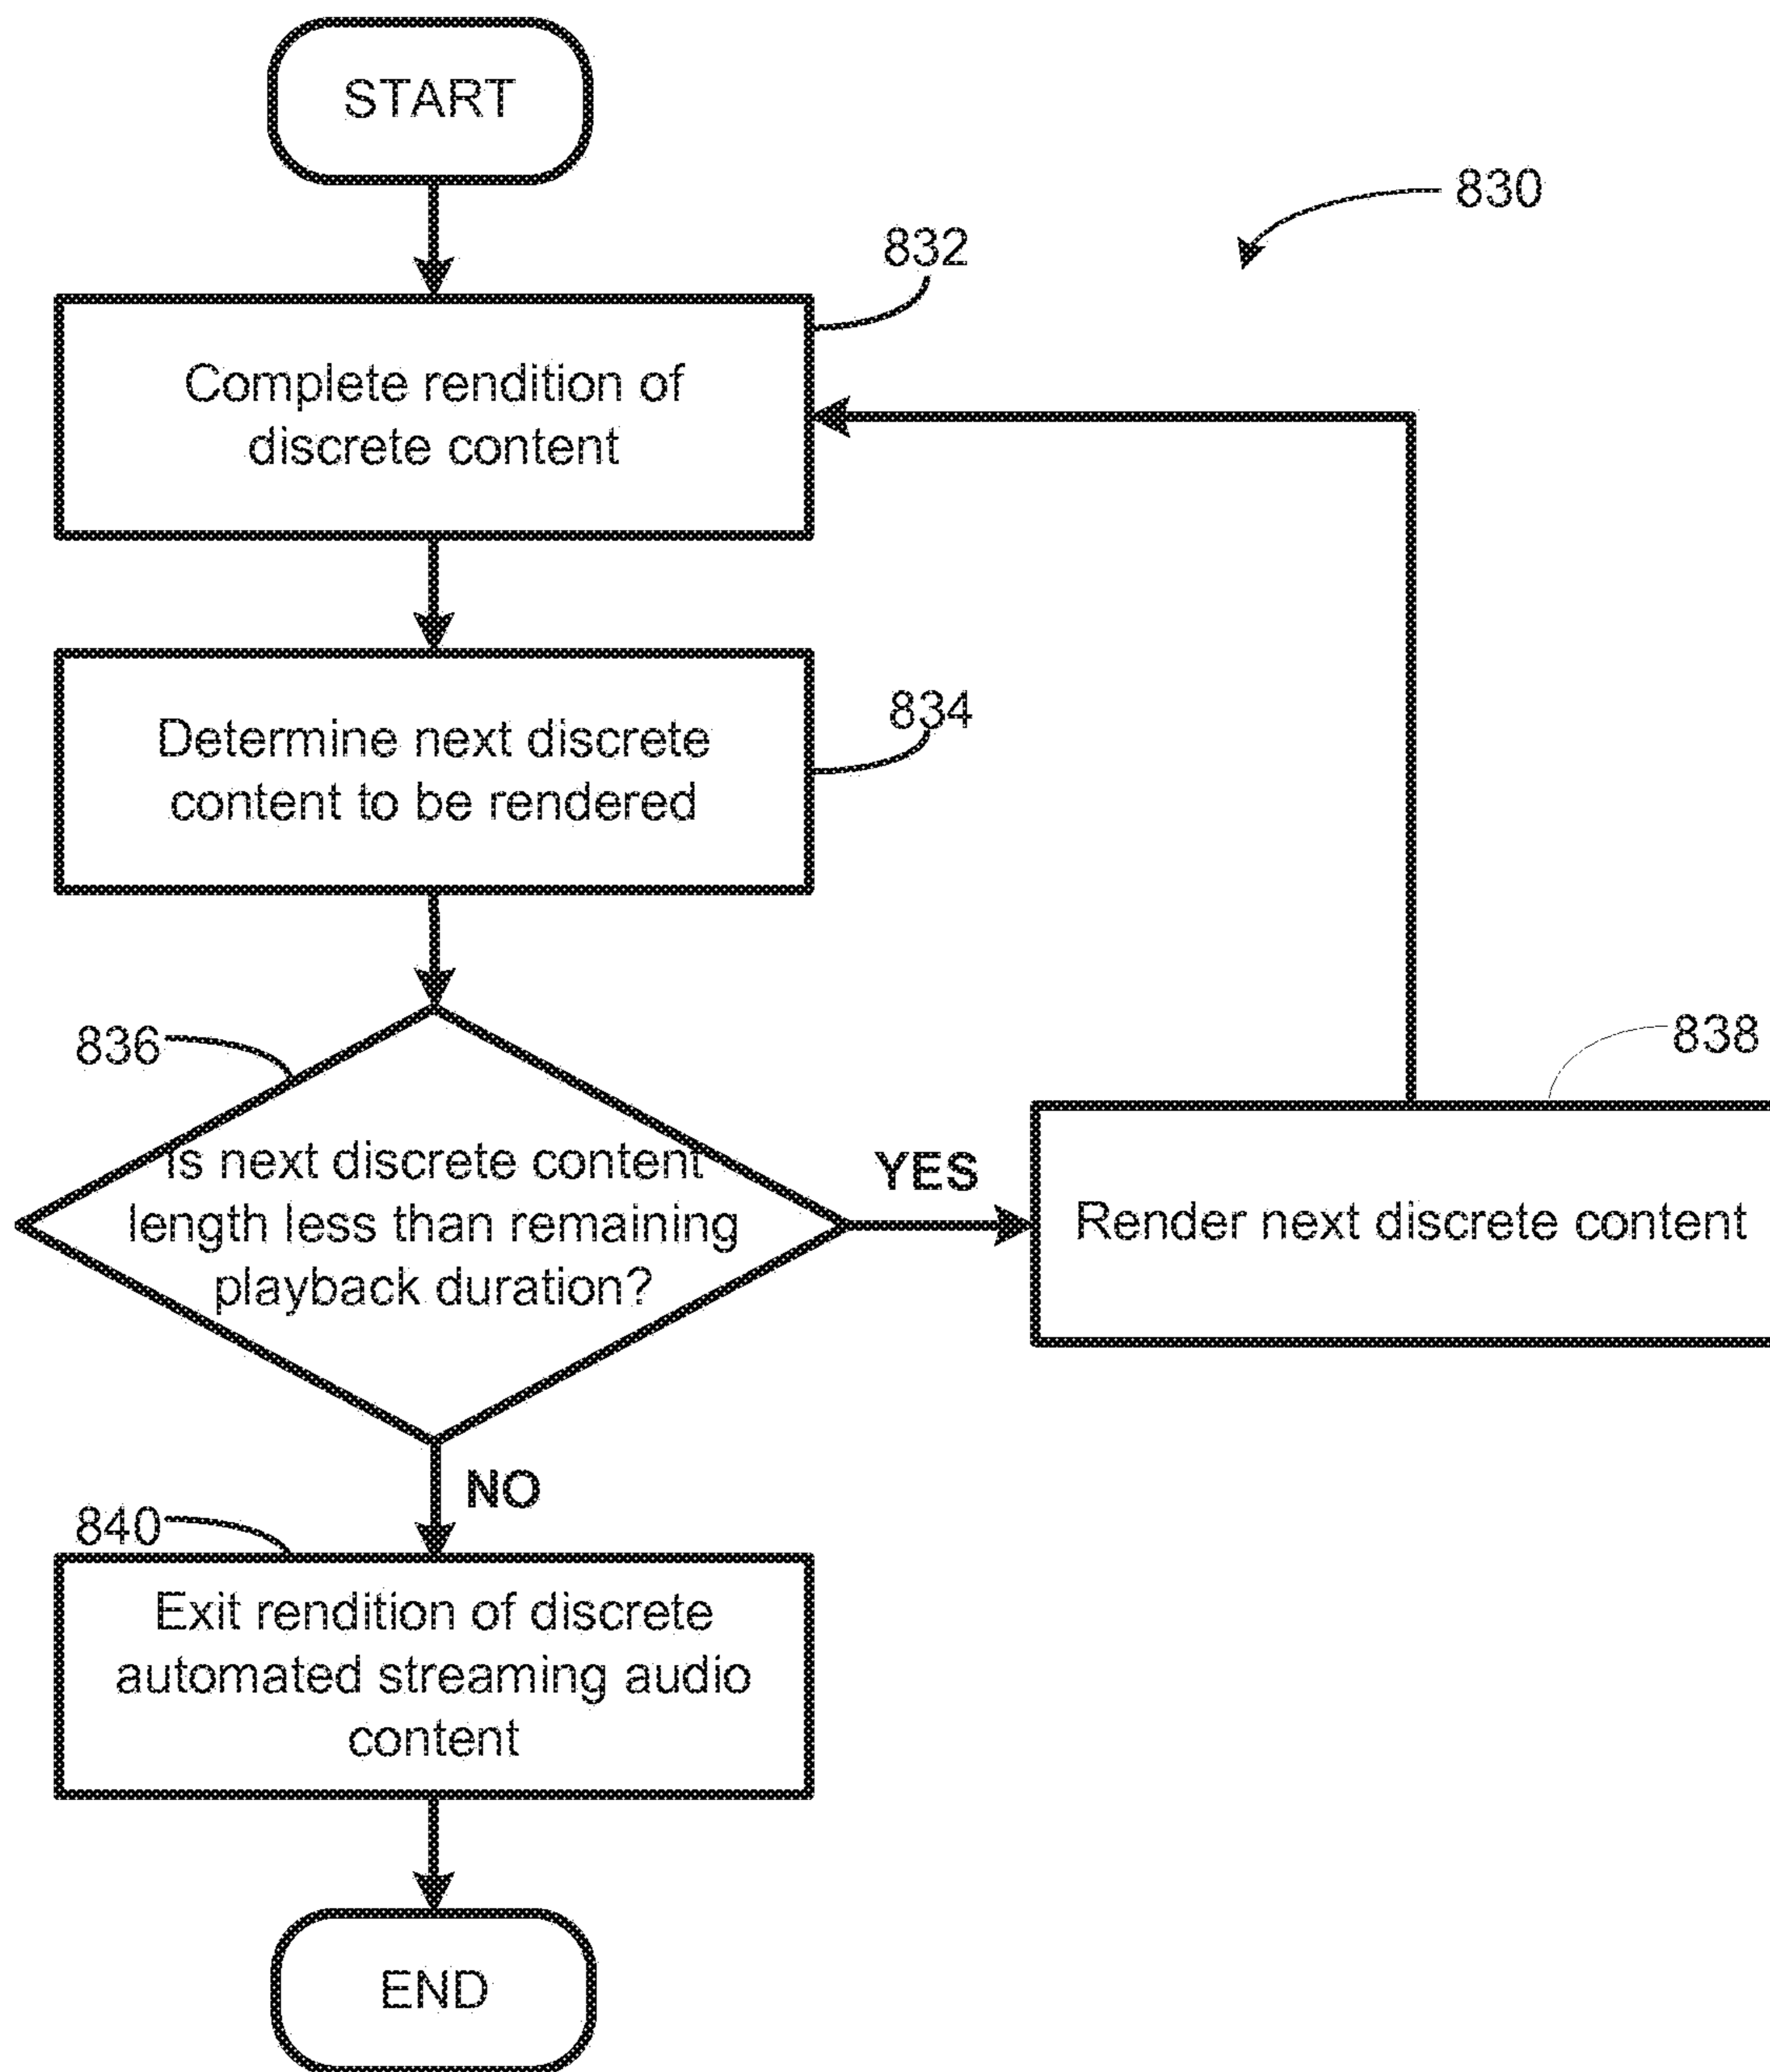 START
830
832
Complete rendition of
discrete content
834
Determine next discrete
content to be rendered
836
Is next discrete content
length less than remaining
playback duration?
YES
838
Render next discrete content
NO
840
Exit rendition of discrete
automated streaming audio
content
END